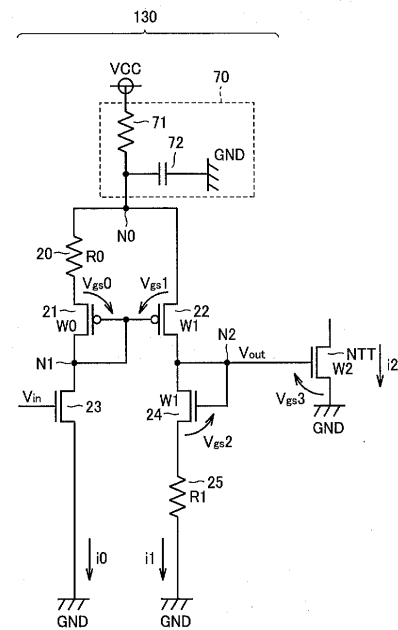 130
VCC
70
71
72
GND
N0
20
R0
Vgs0
Vgs1
21
W0
22
W1
N1
N2
Vout
NTT
W2
i2
Vin
23
W1
24
Vgs2
Vgs3
GND
25
R1
i0
i1
GND
GND